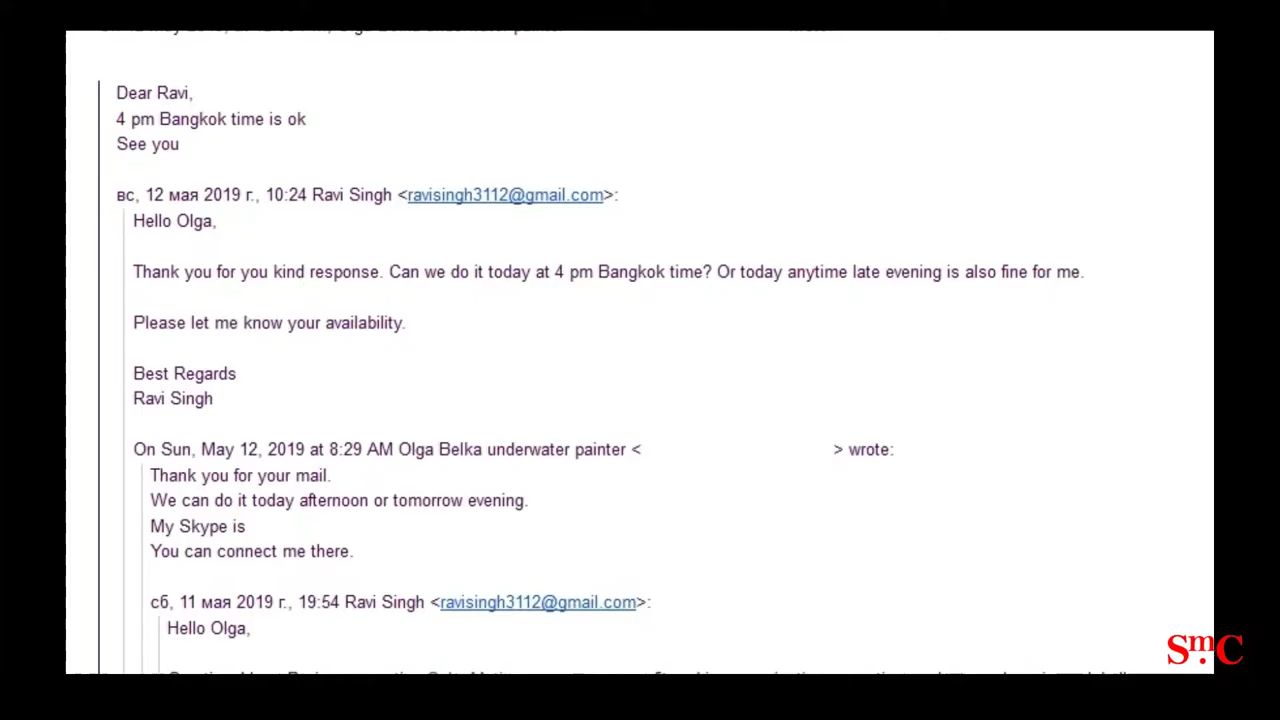 Dear Ravi,
4 pm Bangkok time is ok
See you
вс, 12 мая 2019 г., 10:24 Ravi Singh <ravisingh3112@gmail.com>:
Hello Olga,
Thank you for you kind response. Can we do it today at 4 pm Bangkok time? Or today anytime late evening is also fine for me.
Please let me know your availability.
Best Regards
Ravi Singh
On Sun, May 12, 2019 at 8:29 AM Olga Belka underwater painter < > wrote:
Thank you for your mail.
We can do it today afternoon or tomorrow evening.
My Skype is
You can connect me there.
сб, 11 мая 2019 г., 19:54 Ravi Singh <ravisingh3112@gmail.com>:
Hello Olga,
SmC